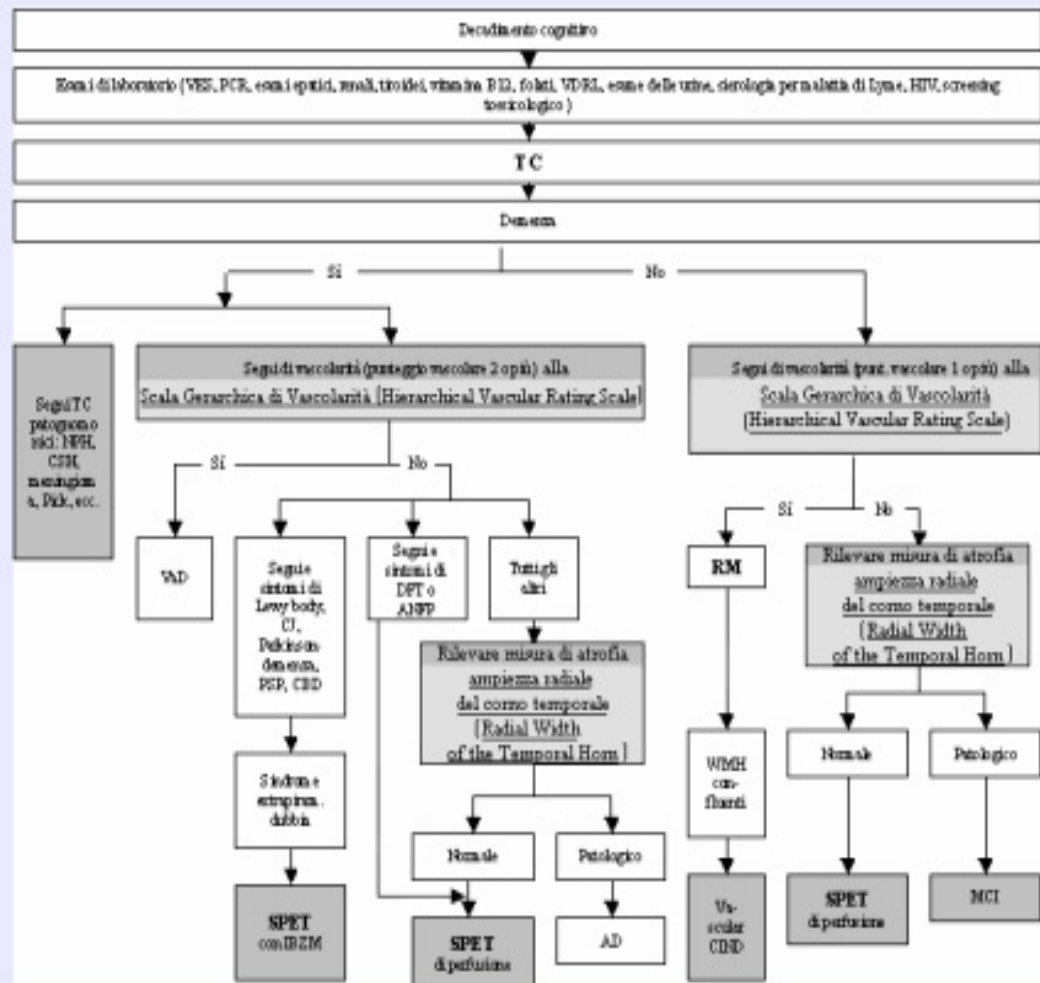 Decadimento cognitivo
Esami di laboratorio (VES, PCR, esami epatici, renali, tiroidei, vitamina B12, folati, VDRL, esame delle urine, sierologia per malattia di Lyme, HIV, screening
tossicologico)
TC
Demenza
Sì
No
Segni TC
patognomo
nici: NPH,
CSH,
meningiom
a, Pick, ecc.
Segni di vascolarità (punteggio vascolare 2 o più) alla
Scala Gerarchica di Vascolarità (Hierarchical Vascular Rating Scale)
Segni di vascolarità (punt. vascolare 1 o più) alla
Scala Gerarchica di Vascolarità
(Hierarchical Vascular Rating Scale)
Sì
No
Sì
No
VAD
Segni e
sintomi di
Lewy body,
CJ,
Parkinson
demenza,
PSP, CBD
Segni e
sintomi di
DFT o
Tutti gli
altri
RM
Rilevare misura di atrofia
ampiezza radiale
del corno temporale
(Radial Width
of the Temporal Horn)
Rilevare misura di atrofia
ampiezza radiale
del corno temporale
(Radial Width
of the Temporal Horn)
Sindrome
extrapiram.
dubbia
WMH
con-
fluenti
Normale
Patologico
Normale
Patologico
SPET
con IBZM
SPET
di perfusione
AD
Va-
scular
CIND
SPET
di perfusione
MCI